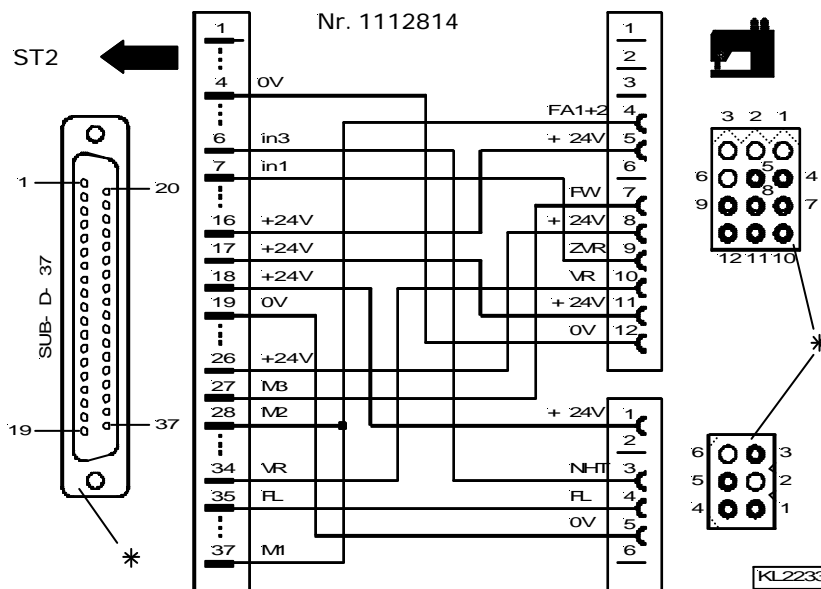 Nr. 1112814
ST2
SUB- D- 37
1
20
19
37
1
4 0V
6 in3
7 in1
16 +24V
17 +24V
18 +24V
19 0V
26 +24V
27 M3
28 M2
34 VR
35 FL
37 M1
1
2
3
FA1+2 4
+ 24V 5
6
FW 7
+ 24V 8
ZVR 9
VR 10
+ 24V 11
0V 12
+ 24V 1
2
NHT 3
FL 4
0V 5
6
3 2 1
6 5 4
9 8 7
12 11 10
*
6 3
5 2
4 1
*
KL2233